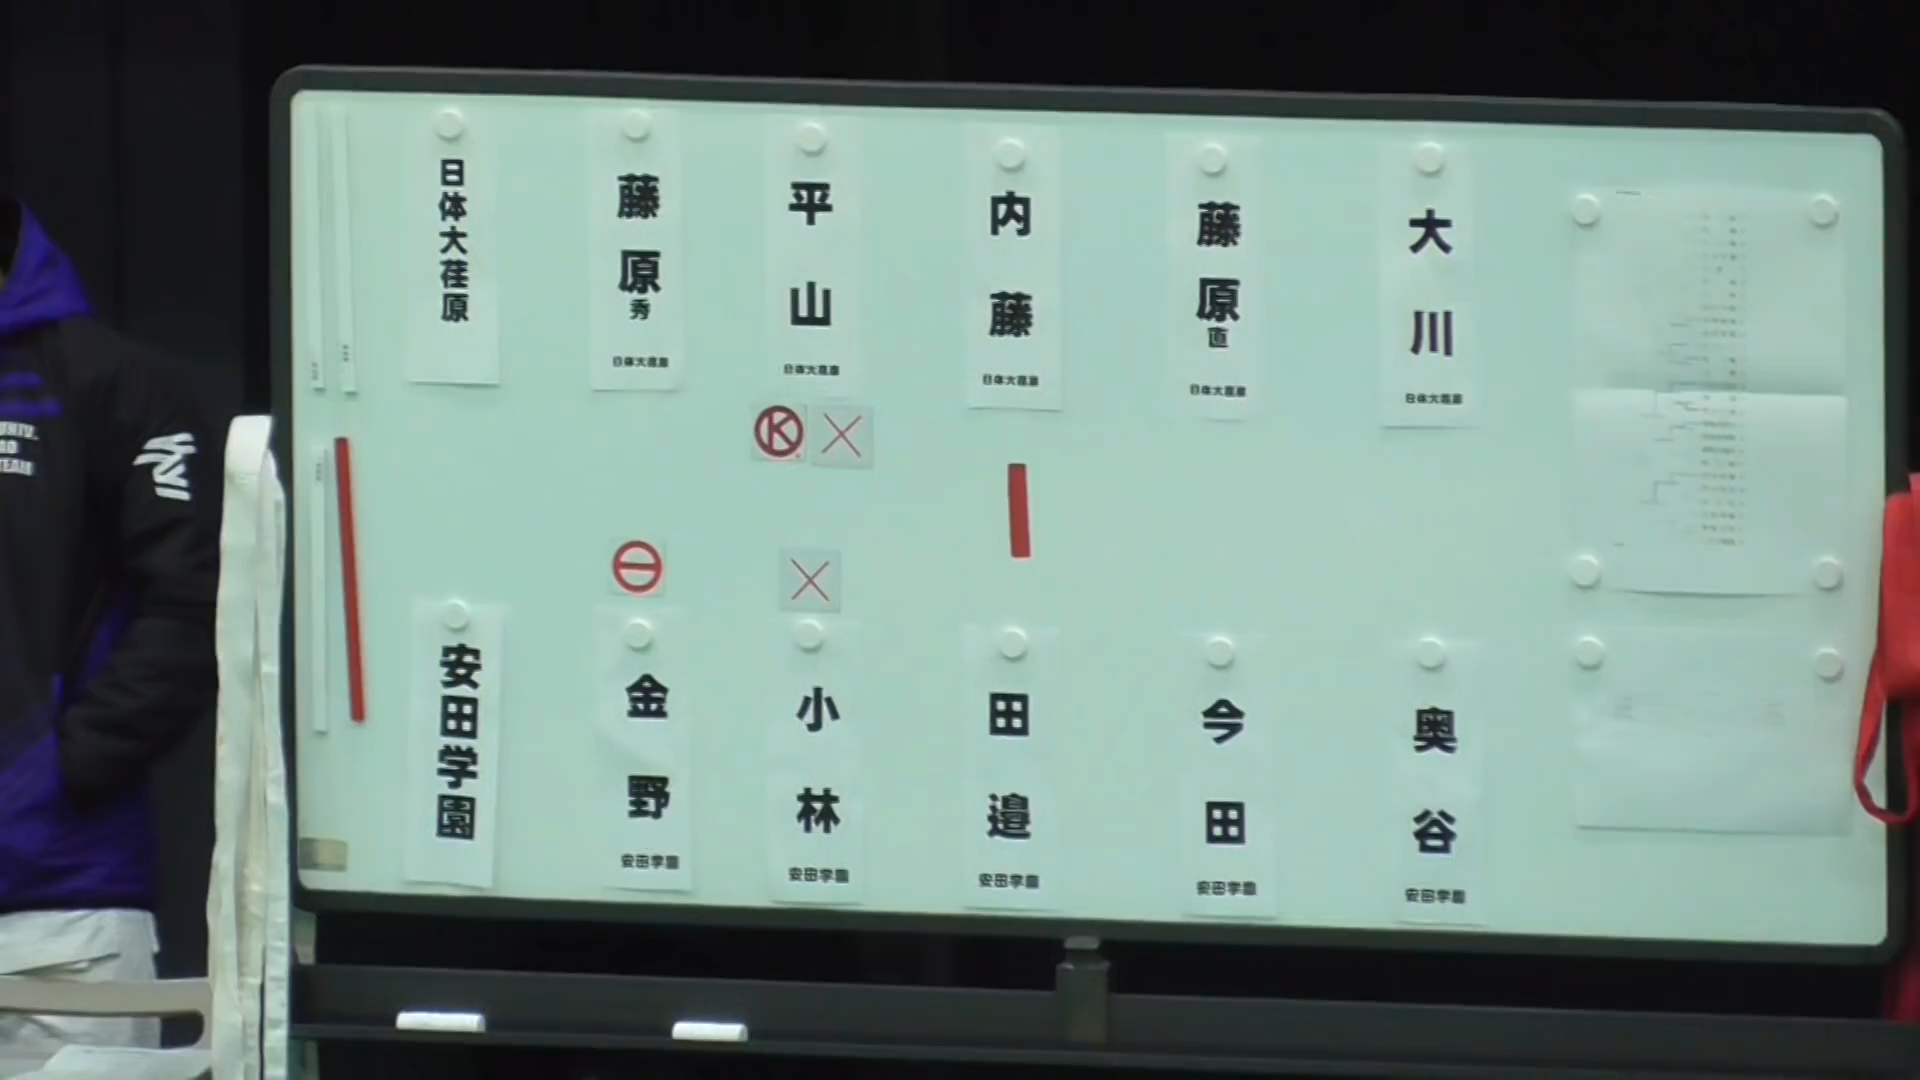 日体大荏原
藤原秀
日体大荏原
平山
日体大荏原
内藤
日体大荏原
藤原直
日体大荏原
大川
日体大荏原
K
安田学園
金野
安田学園
小林
安田学園
田邉
安田学園
今田
安田学園
奥谷
安田学園
UNIV.
TEAM